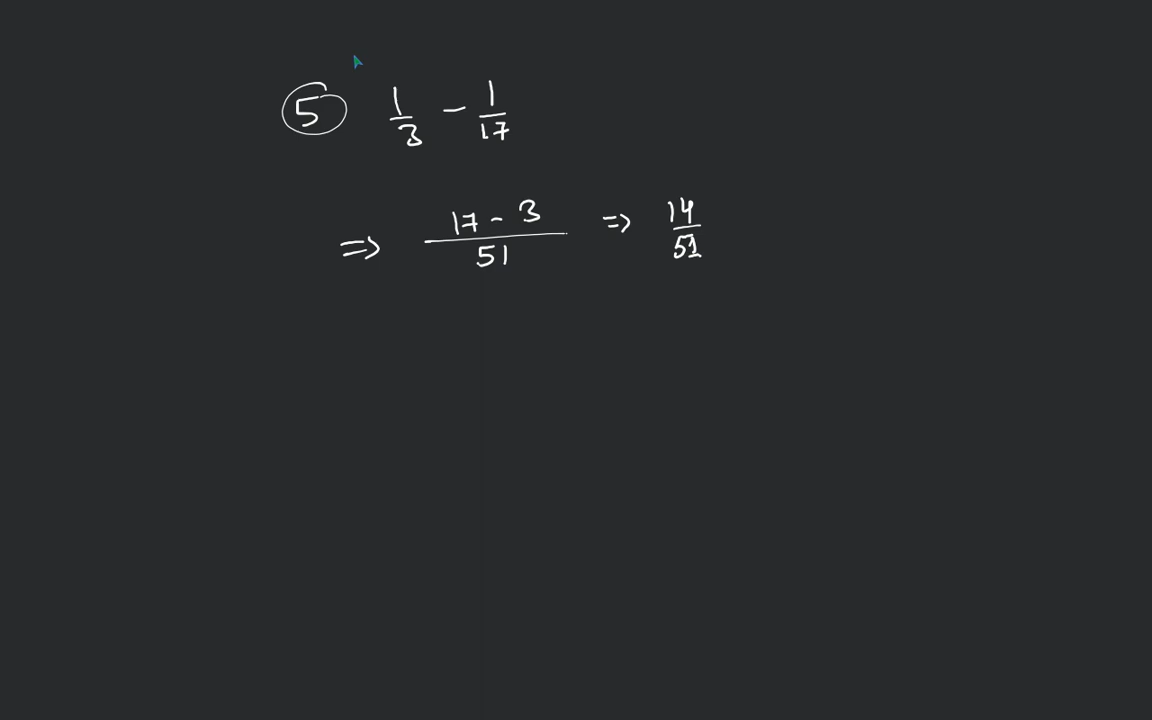 5 1/3 - 1/17
=> 17 - 3/51 => 14/51